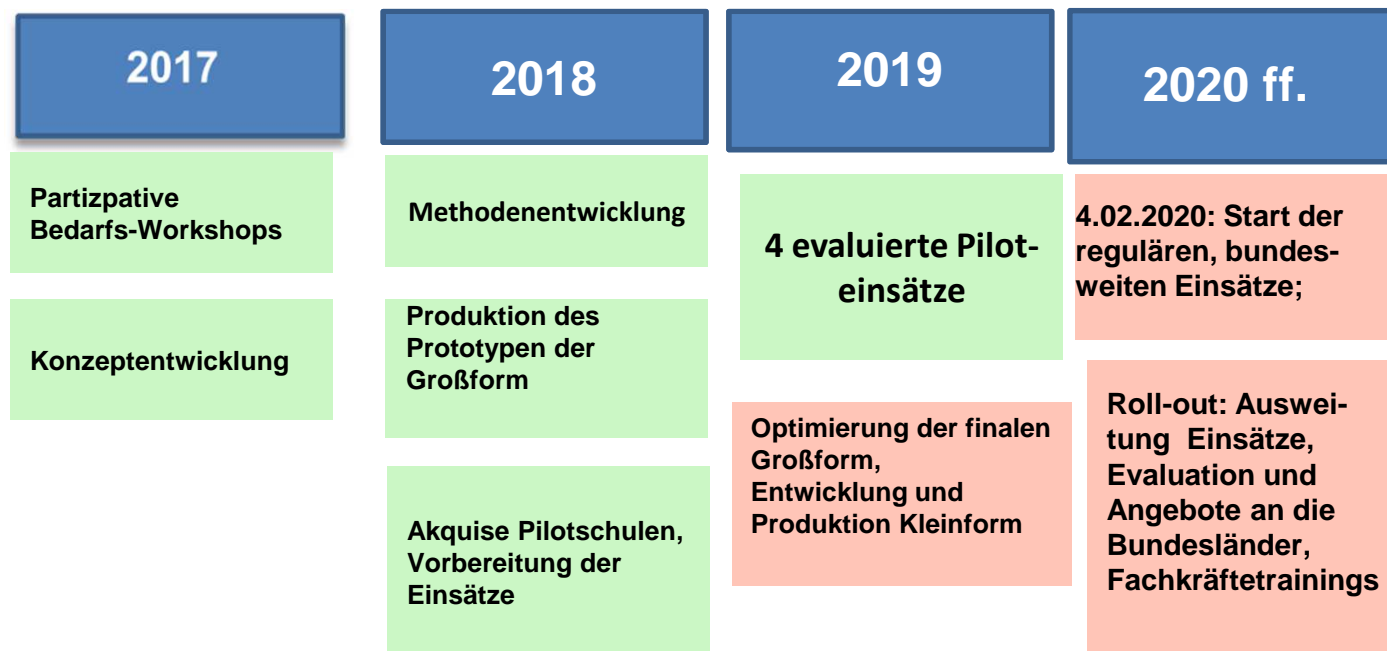 2017
Partizpative
Bedarfs-Workshops
Konzeptentwicklung
2018
Methodenentwicklung
Produktion des
Prototypen der
Großform
Akquise Pilotschulen,
Vorbereitung der
Einsätze
2019
4 evaluierte Pilot-
einsätze
Optimierung der finalen
Großform,
Entwicklung und
Produktion Kleinform
2020 ff.
4.02.2020: Start der
regulären, bundes-
weiten Einsätze;
Roll-out: Auswei-
tung Einsätze,
Evaluation und
Angebote an die
Bundesländer,
Fachkräftetrainings